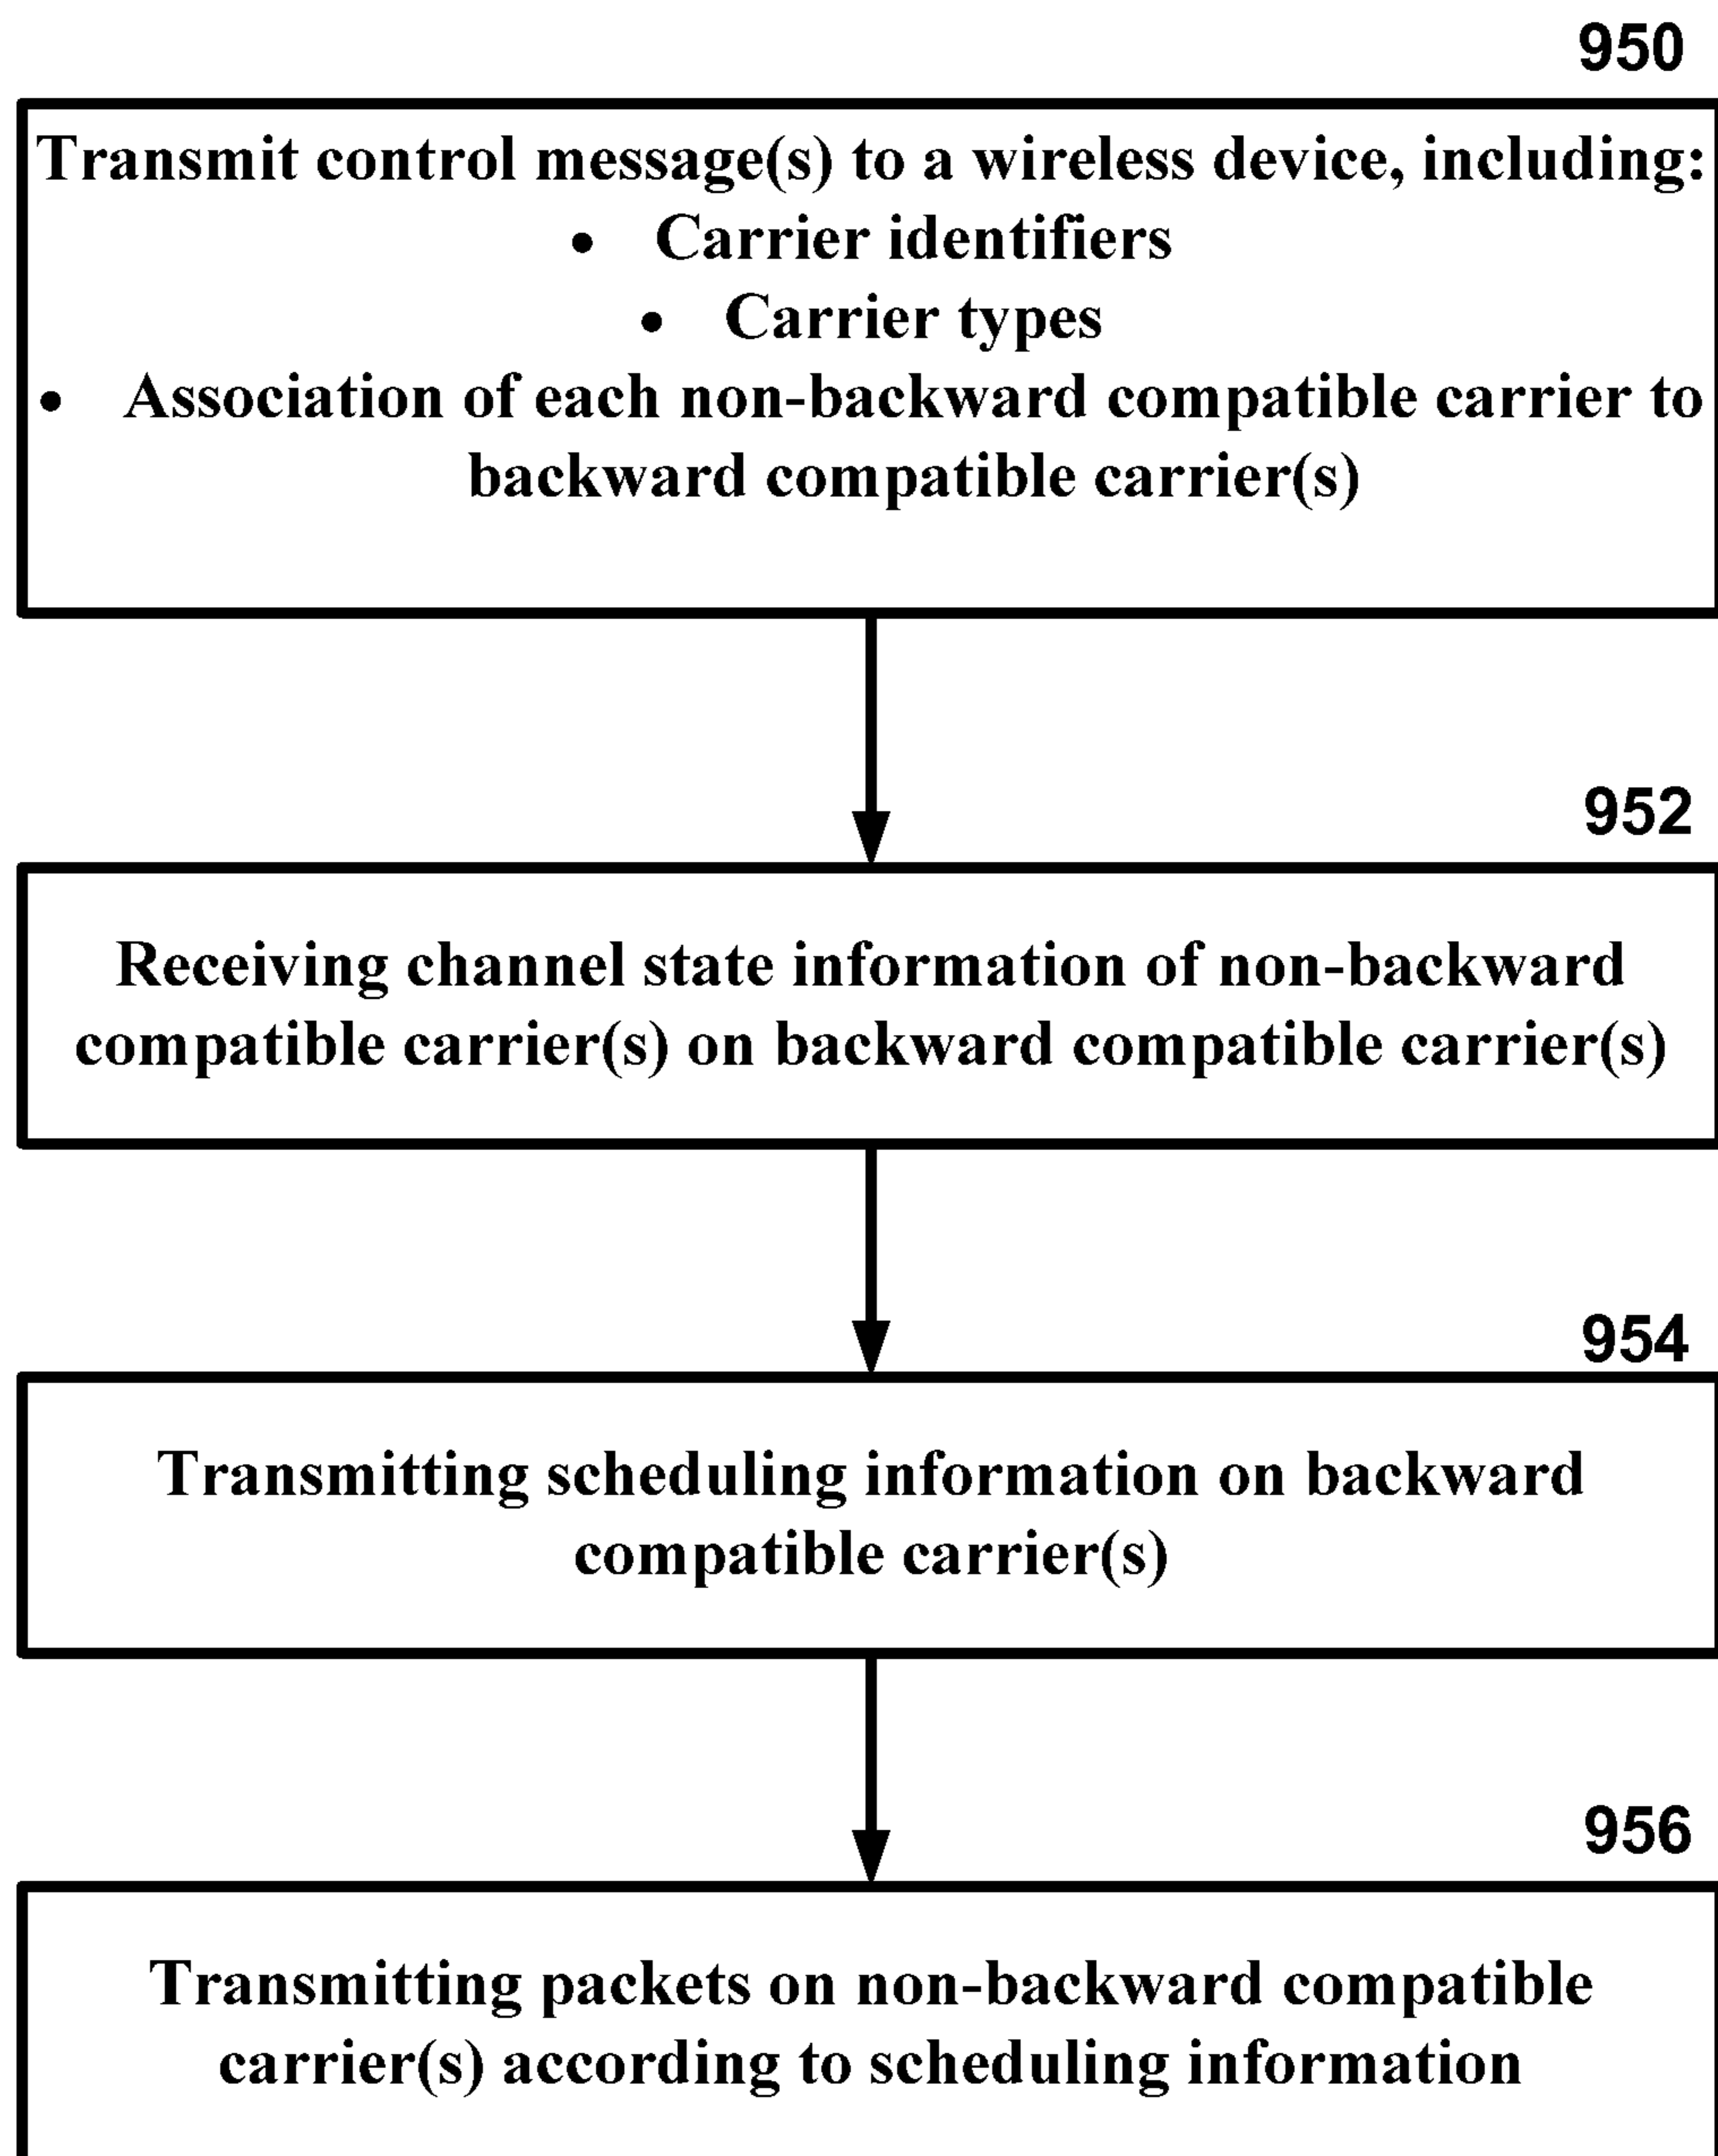 950
Transmit control message(s) to a wireless device, including:
• Carrier identifiers
• Carrier types
• Association of each non-backward compatible carrier to
backward compatible carrier(s)
952
Receiving channel state information of non-backward
compatible carrier(s) on backward compatible carrier(s)
954
Transmitting scheduling information on backward
compatible carrier(s)
956
Transmitting packets on non-backward compatible
carrier(s) according to scheduling information